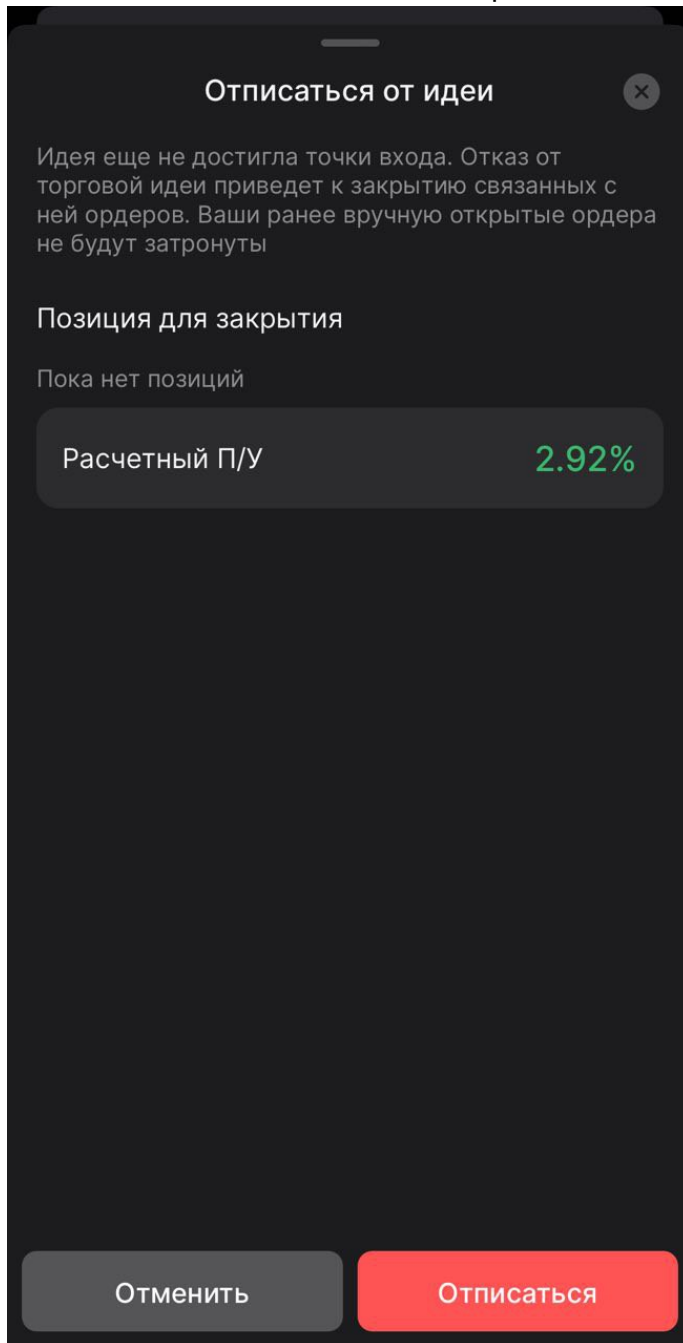 Отписаться от идеи
Идея еще не достигла точки входа. Отказ от
торговой идеи приведет к закрытию связанных с
ней ордеров. Ваши ранее вручную открытые ордера
не будут затронуты
Позиция для закрытия
Пока нет позиций
Расчетный П/У 2.92%
Отменить Отписаться